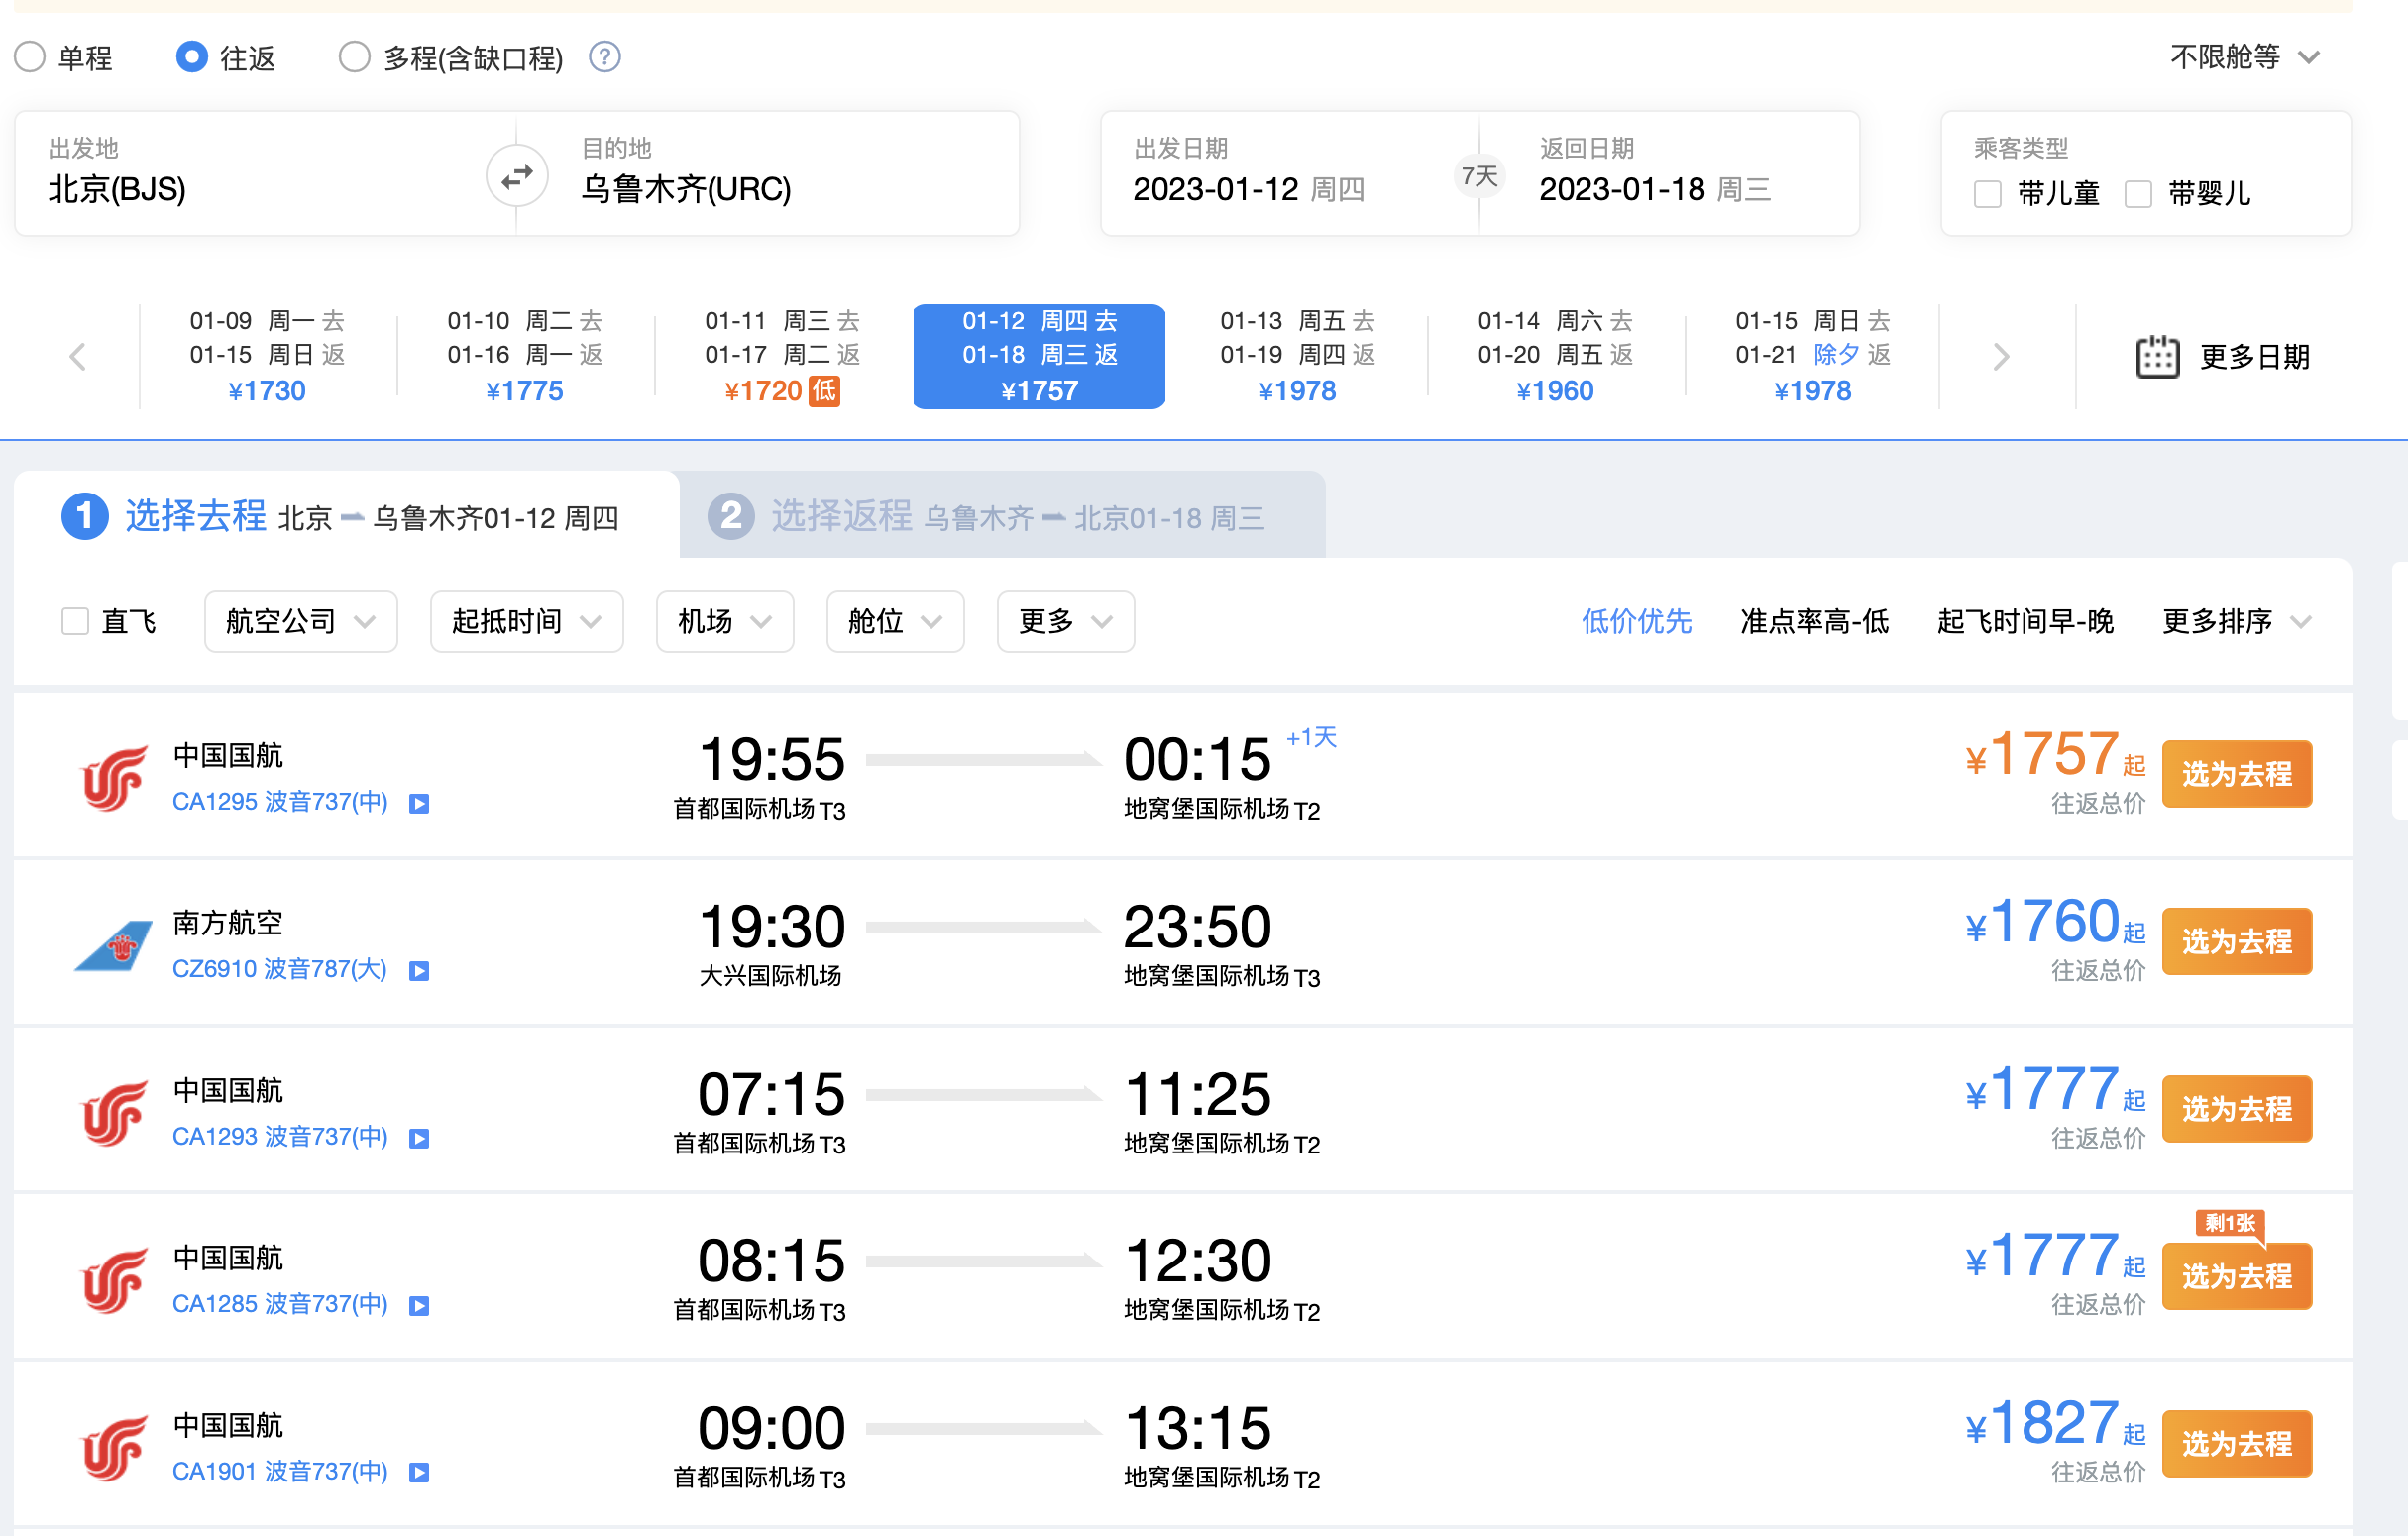 单程 往返 多程(含缺口程) ? 不限舱等
出发地 目的地 出发日期 返回日期 乘客类型
北京(BJS) 乌鲁木齐(URC) 2023-01-12 周四 7天 2023-01-18 周三 带儿童 带婴儿
01-09 周一 去 01-10 周二 去 01-11 周三 去 01-12 周四 去 01-13 周五 去 01-14 周六 去 01-15 周日 去
01-15 周日 返 01-16 周一 返 01-17 周二 返 01-18 周三 返 01-19 周四 返 01-20 周五 返 01-21 除夕 返 更多日期
¥1730 ¥1775 ¥1720 低 ¥1757 ¥1978 ¥1960 ¥1978
1 选择去程 北京 乌鲁木齐01-12 周四 2 选择返程 乌鲁木齐 北京01-18 周三
直飞 航空公司 起抵时间 机场 舱位 更多 低价优先 准点率高-低 起飞时间早-晚 更多排序
中国国航 19:55 00:15 +1天 ¥1757起 选为去程
CA1295 波音737(中) 首都国际机场 T3 地窝堡国际机场 T2 往返总价
南方航空 19:30 23:50 ¥1760起 选为去程
CZ6910 波音787(大) 大兴国际机场 地窝堡国际机场 T3 往返总价
中国国航 07:15 11:25 ¥1777起 选为去程
CA1293 波音737(中) 首都国际机场 T3 地窝堡国际机场 T2 往返总价
剩1张
中国国航 08:15 12:30 ¥1777起 选为去程
CA1285 波音737(中) 首都国际机场 T3 地窝堡国际机场 T2 往返总价
中国国航 09:00 13:15 ¥1827起 选为去程
CA1901 波音737(中) 首都国际机场 T3 地窝堡国际机场 T2 往返总价